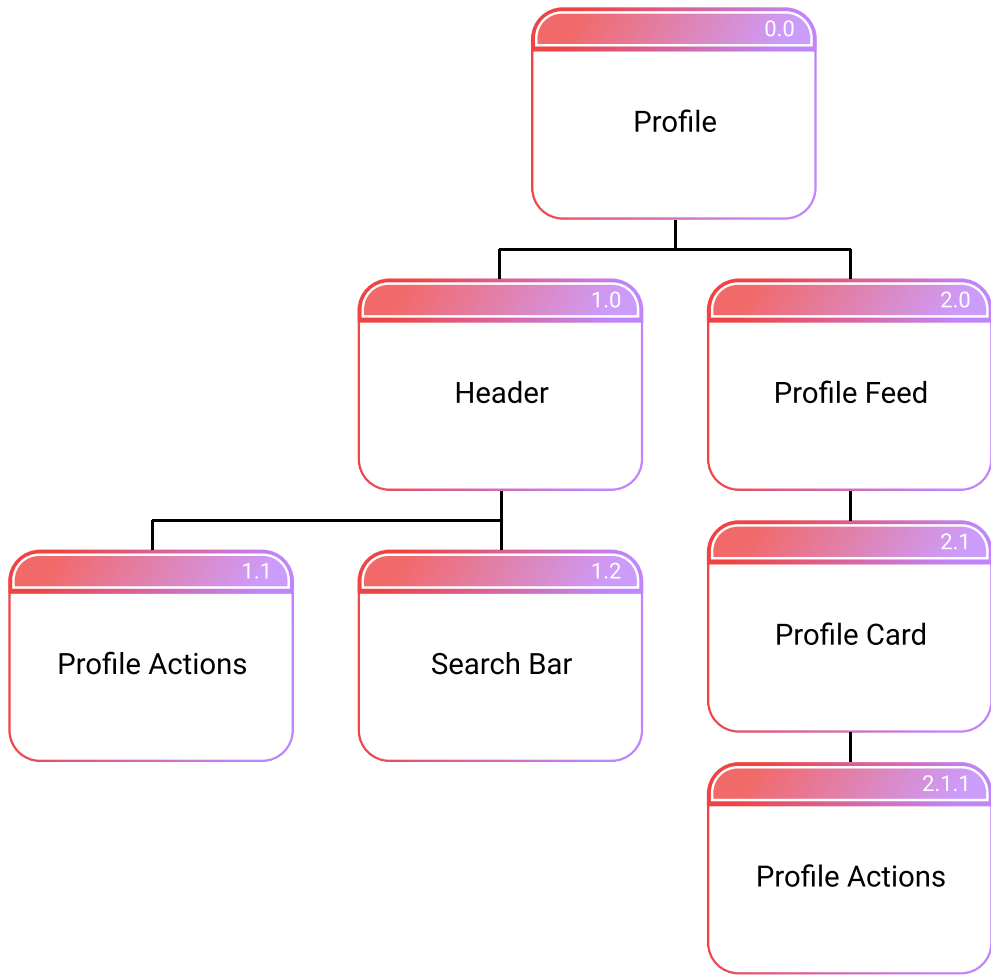 0.0
Profile
1.0
Header
2.0
Profile Feed
1.1
Profile Actions
1.2
Search Bar
2.1
Profile Card
2.1.1
Profile Actions